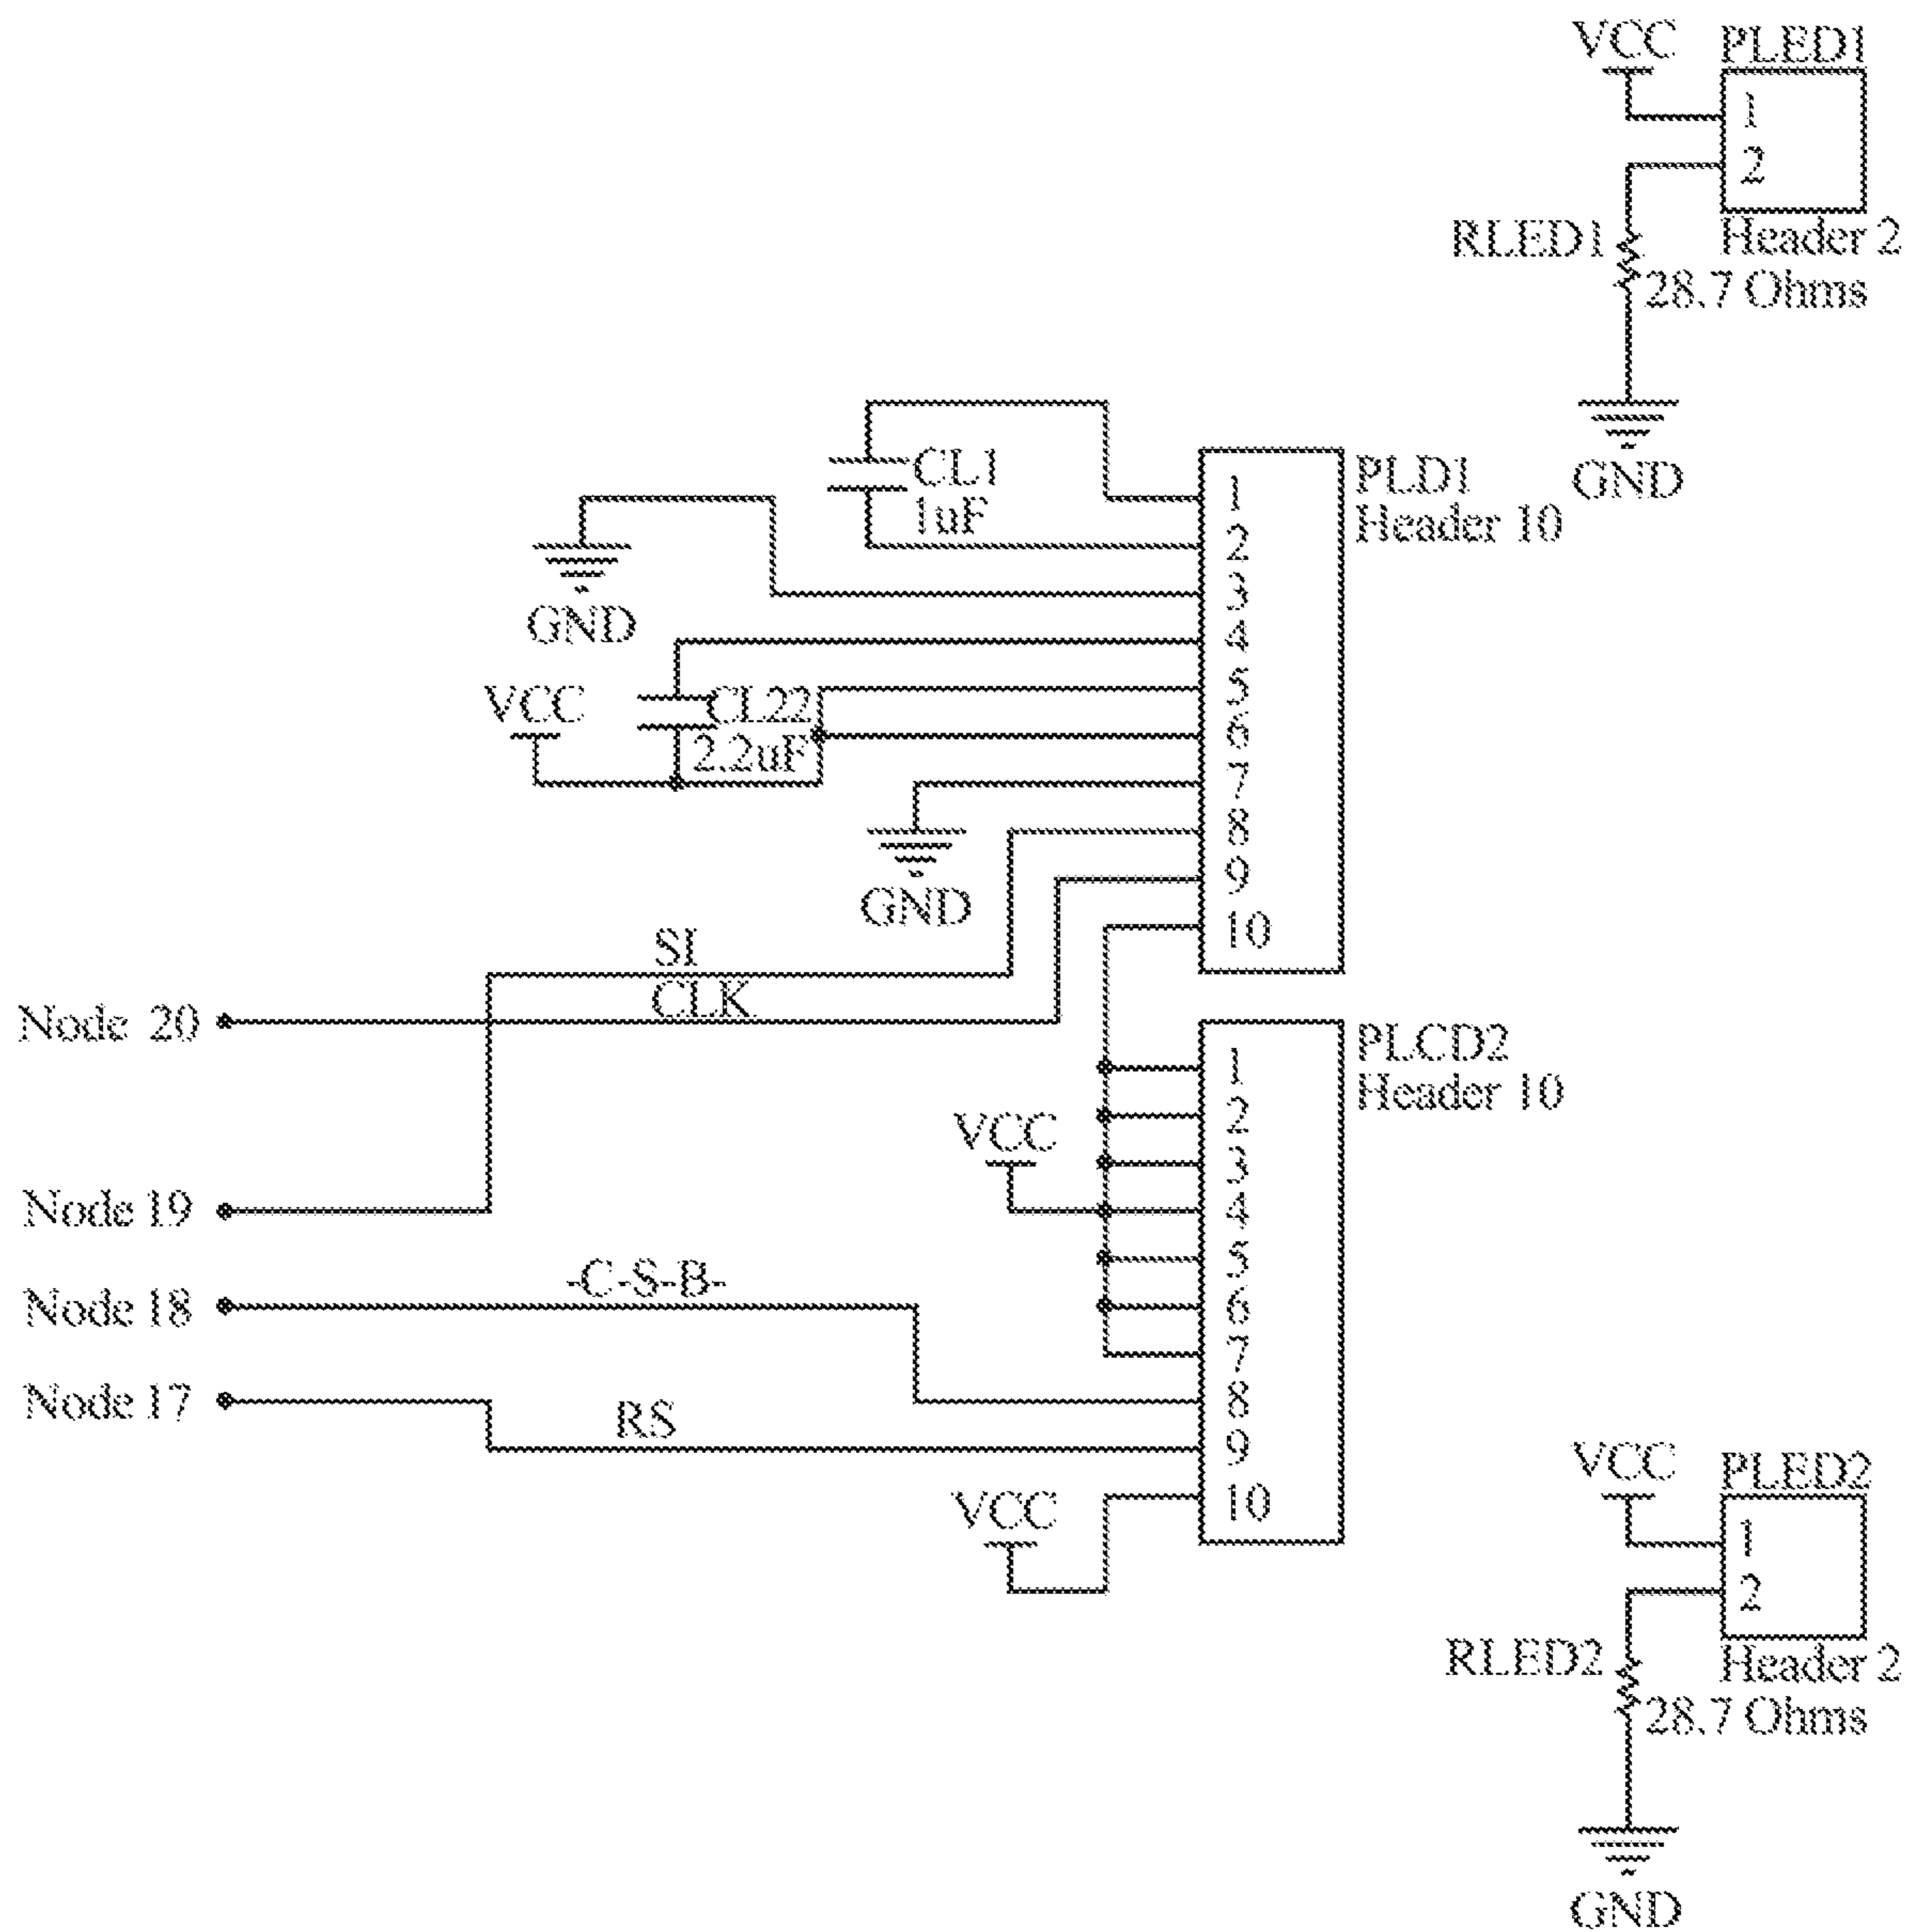 VCC PLED1
1
2
RLED1
Header 2
28.7 Ohms
GND
CL1
1uF
PLD1
Header 10
1
2
3
4
5
6
7
8
9
10
GND
VCC
CL22
2.2uF
GND
SI
CLK
Node 20
Node 19
Node 18
Node 17
-C-S-B-
RS
VCC
PLCD2
Header 10
1
2
3
4
5
6
7
8
9
10
VCC
VCC PLED2
1
2
RLED2
Header 2
28.7 Ohms
GND